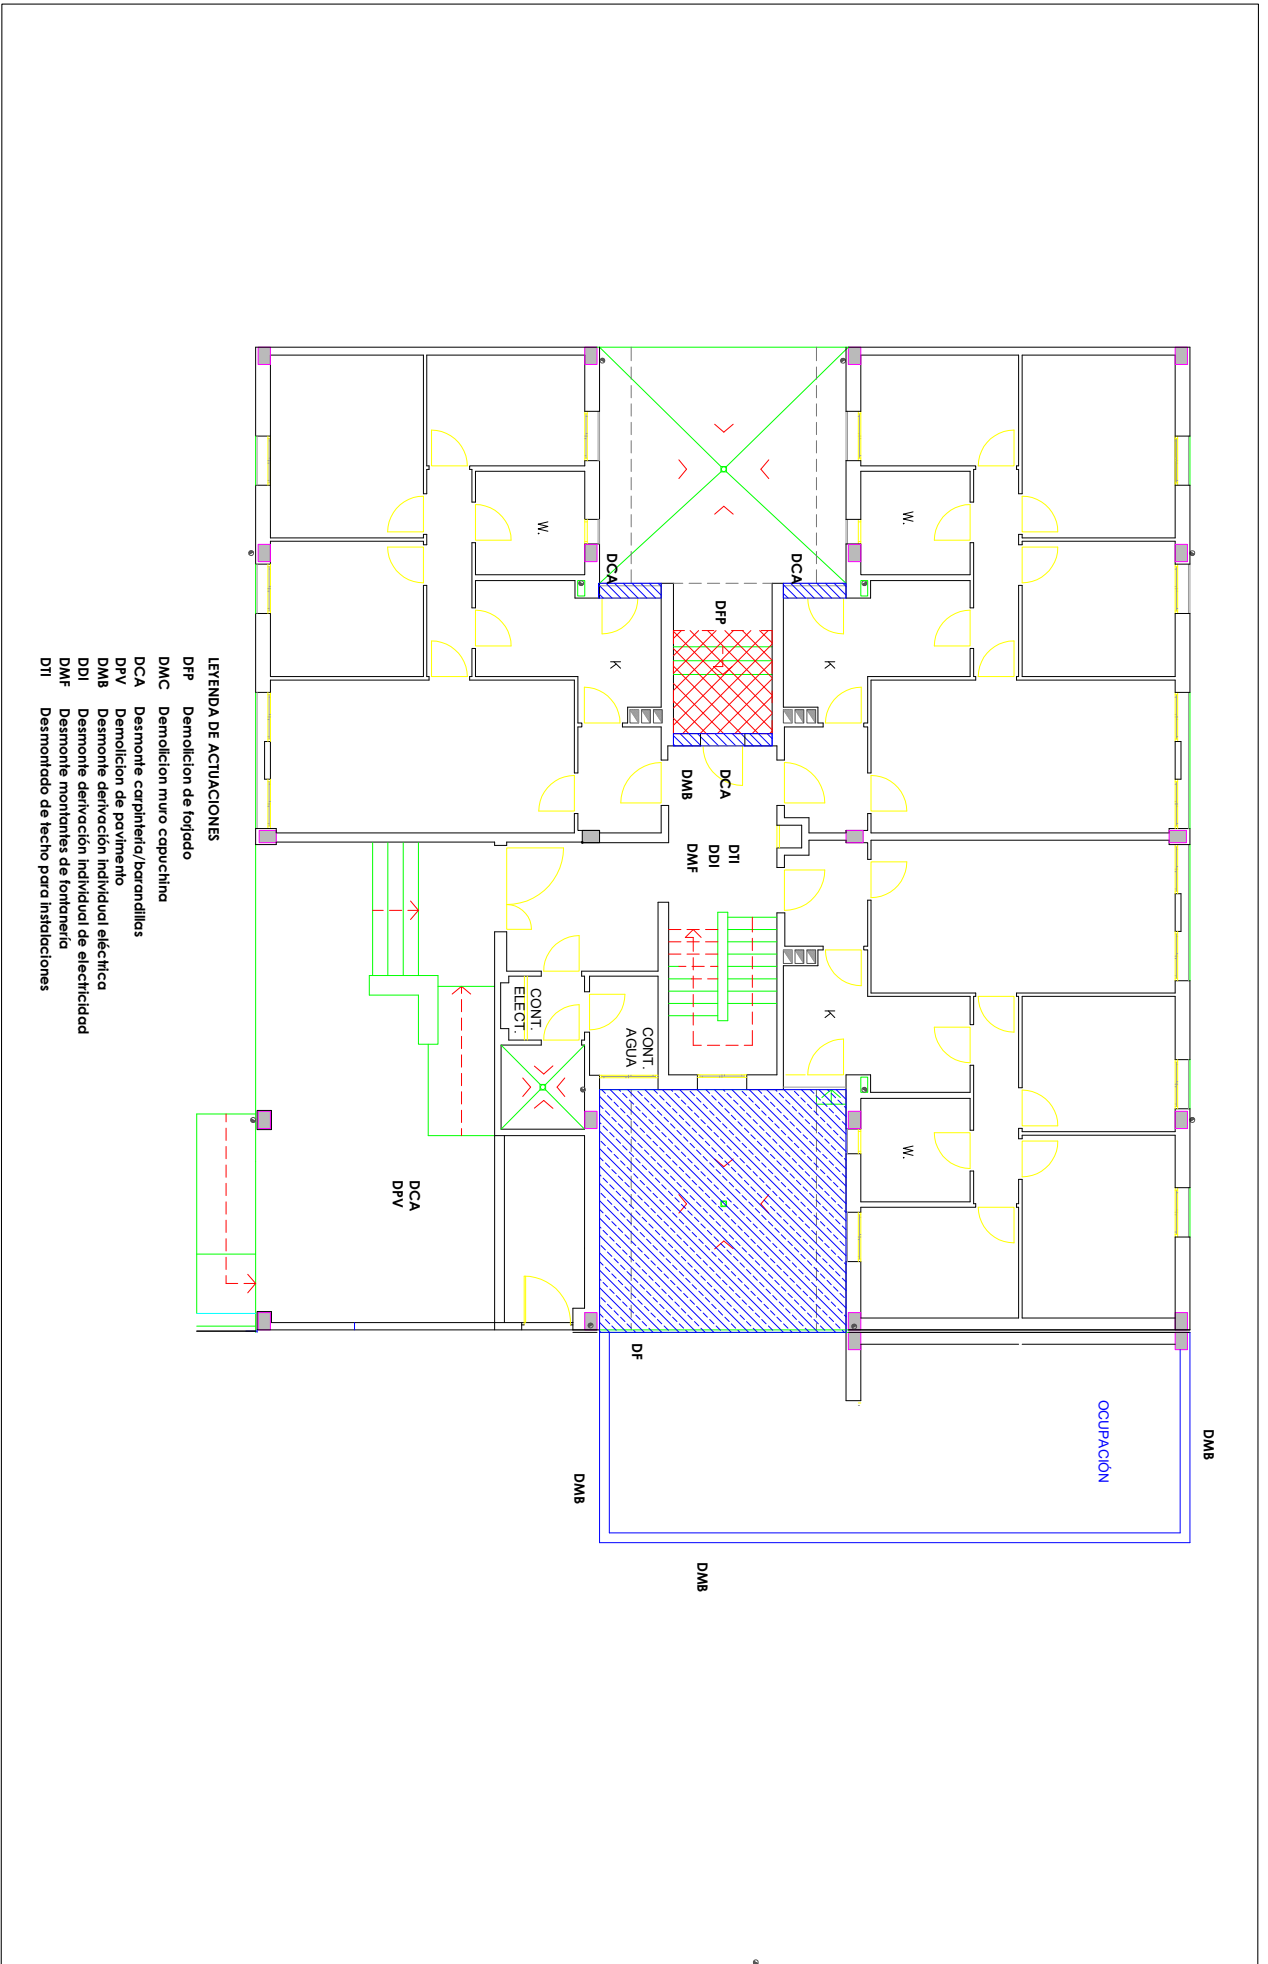 OCUPACIÓN
DMB
DMB
DMB
DF
W.
W.
W.
DCA
DCA
DFP
K
K
K
DCA
DMB
DTI
DDI
DMF
CONT.
AGUA
CONT.
ELECT.
DCA
DPV
LEYENDA DE ACTUACIONES
DFP Demolicion de forjado
DMC Demolicion muro capuchina
DCA Desmonte carpinteria/barandillas
DPV Demolicion de pavimento
DMB Desmonte derivación individual eléctrica
DDI Desmonte derivación individual de electricidad
DMF Desmonte montantes de fontanería
DTI Desmontado de techo para instalaciones